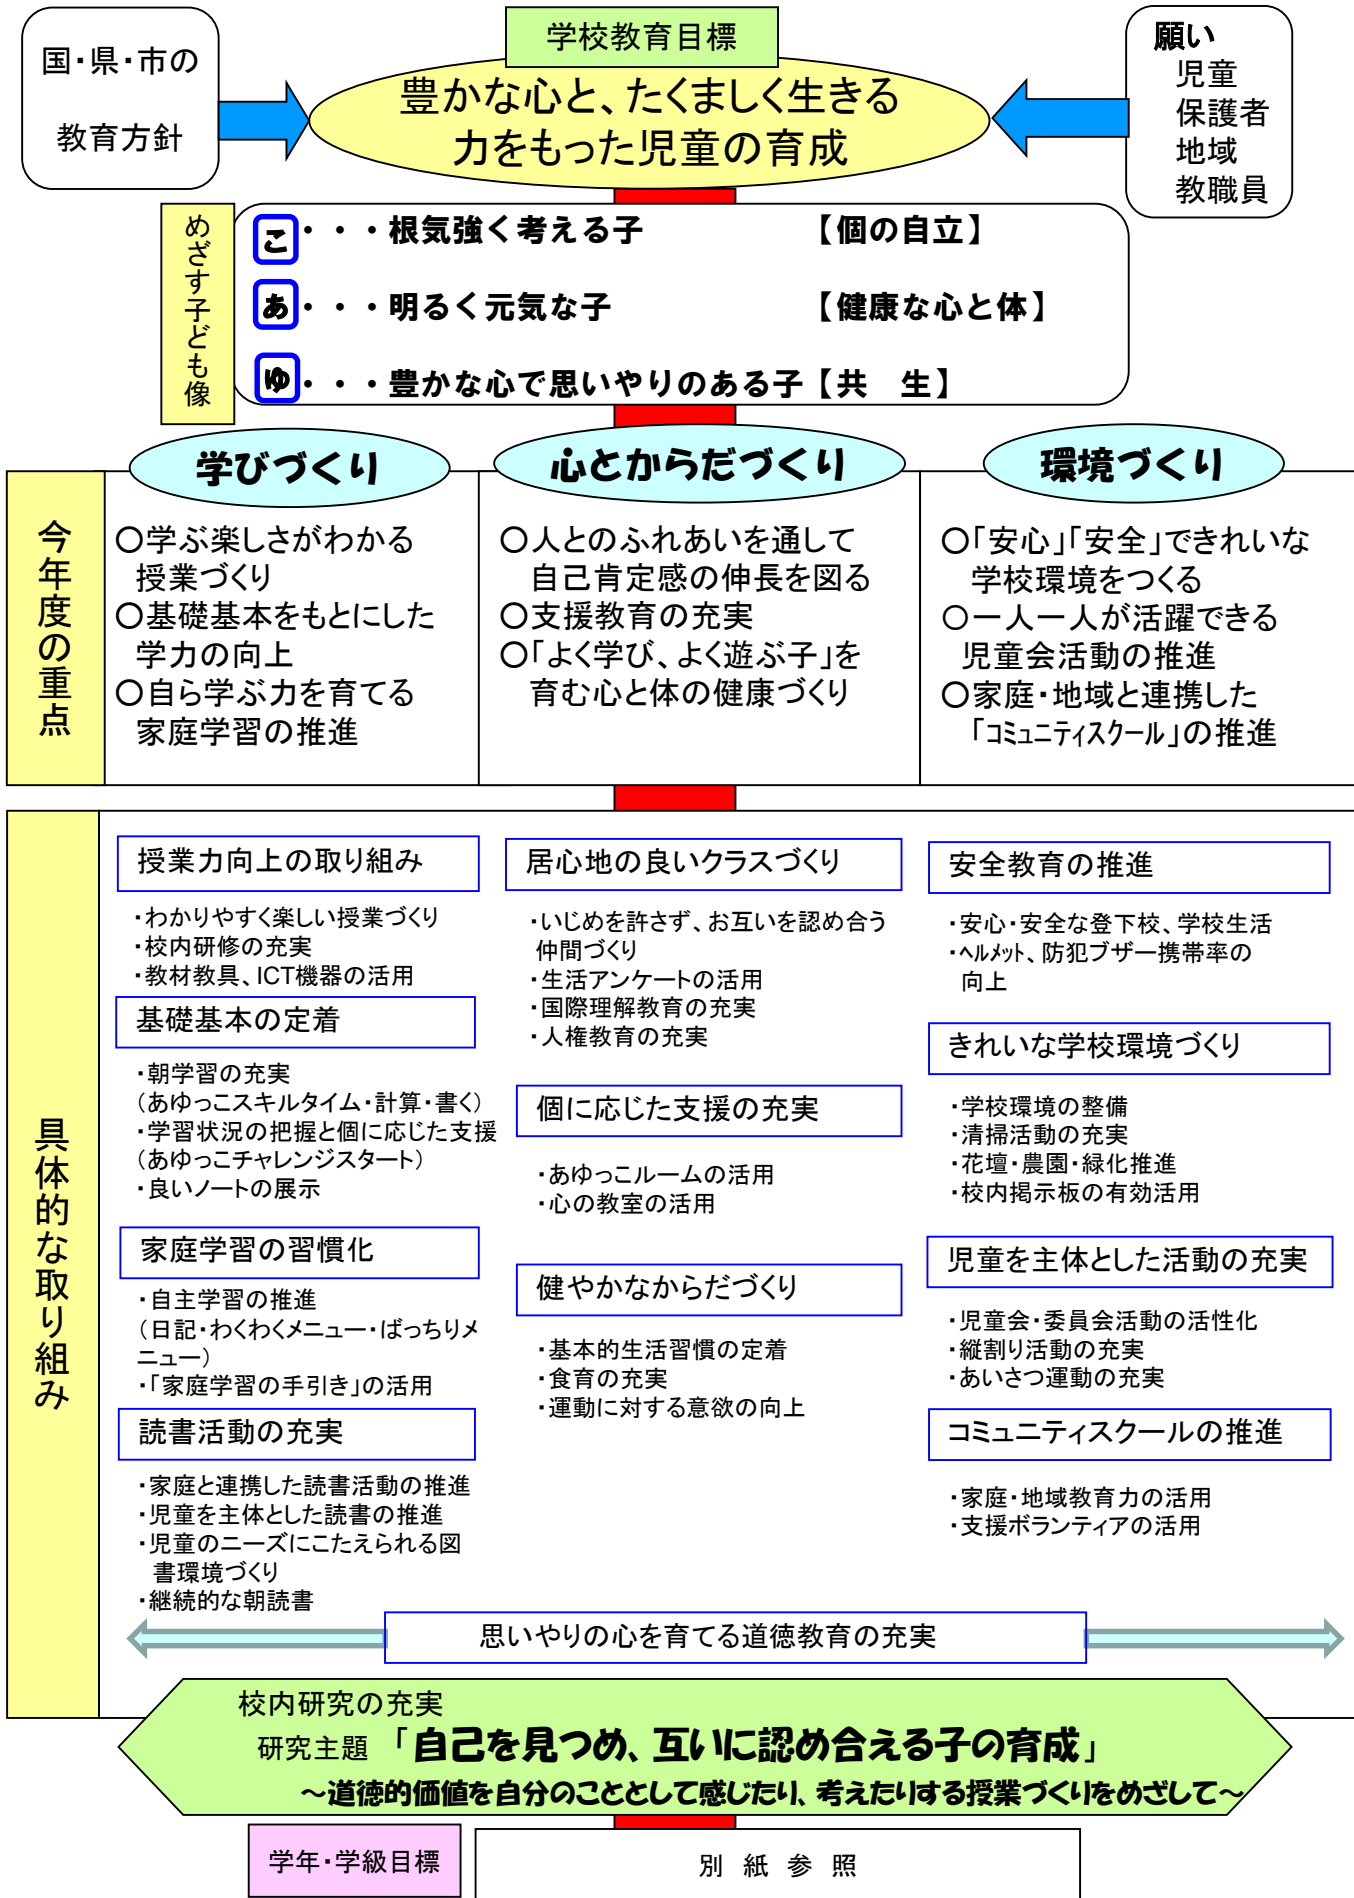 国・県・市の
教育方針
学校教育目標
豊かな心と、たくましく生きる
力をもった児童の育成
願い
児童
保護者
地域
教職員
めざす子ども像
こ・・・根気強く考える子 【個の自立】
あ・・・明るく元気な子 【健康な心と体】
ゆ・・・豊かな心で思いやりのある子【共 生】
今年度の重点
学びづくり
○学ぶ楽しさがわかる
授業づくり
○基礎基本をもとにした
学力の向上
○自ら学ぶ力を育てる
家庭学習の推進
心とからだづくり
○人とのふれあいを通して
自己肯定感の伸長を図る
○支援教育の充実
○「よく学び、よく遊ぶ子」を
育む心と体の健康づくり
環境づくり
○「安心」「安全」できれいな
学校環境をつくる
○一人一人が活躍できる
児童会活動の推進
○家庭・地域と連携した
「コミュニティスクール」の推進
具体的な取り組み
授業力向上の取り組み
・わかりやすく楽しい授業づくり
・校内研修の充実
・教材教具、ICT機器の活用
基礎基本の定着
・朝学習の充実
（あゆっこスキルタイム・計算・書く）
・学習状況の把握と個に応じた支援
（あゆっこチャレンジスタート）
・良いノートの展示
家庭学習の習慣化
・自主学習の推進
（日記・わくわくメニュー・ばっちりメ
ニュー）
・「家庭学習の手引き」の活用
読書活動の充実
・家庭と連携した読書活動の推進
・児童を主体とした読書の推進
・児童のニーズにこたえられる図
書環境づくり
・継続的な朝読書
居心地の良いクラスづくり
・いじめを許さず、お互いを認め合う
仲間づくり
・生活アンケートの活用
・国際理解教育の充実
・人権教育の充実
個に応じた支援の充実
・あゆっこルームの活用
・心の教室の活用
健やかなからだづくり
・基本的生活習慣の定着
・食育の充実
・運動に対する意欲の向上
安全教育の推進
・安心・安全な登下校、学校生活
・ヘルメット、防犯ブザー携帯率の
向上
きれいな学校環境づくり
・学校環境の整備
・清掃活動の充実
・花壇・農園・緑化推進
・校内掲示板の有効活用
児童を主体とした活動の充実
・児童会・委員会活動の活性化
・縦割り活動の充実
・あいさつ運動の充実
コミュニティスクールの推進
・家庭・地域教育力の活用
・支援ボランティアの活用
思いやりの心を育てる道徳教育の充実
校内研究の充実
研究主題 「自己を見つめ、互いに認め合える子の育成」
～道徳的価値を自分のこととして感じたり、考えたりする授業づくりをめざして～
学年・学級目標
別 紙 参 照